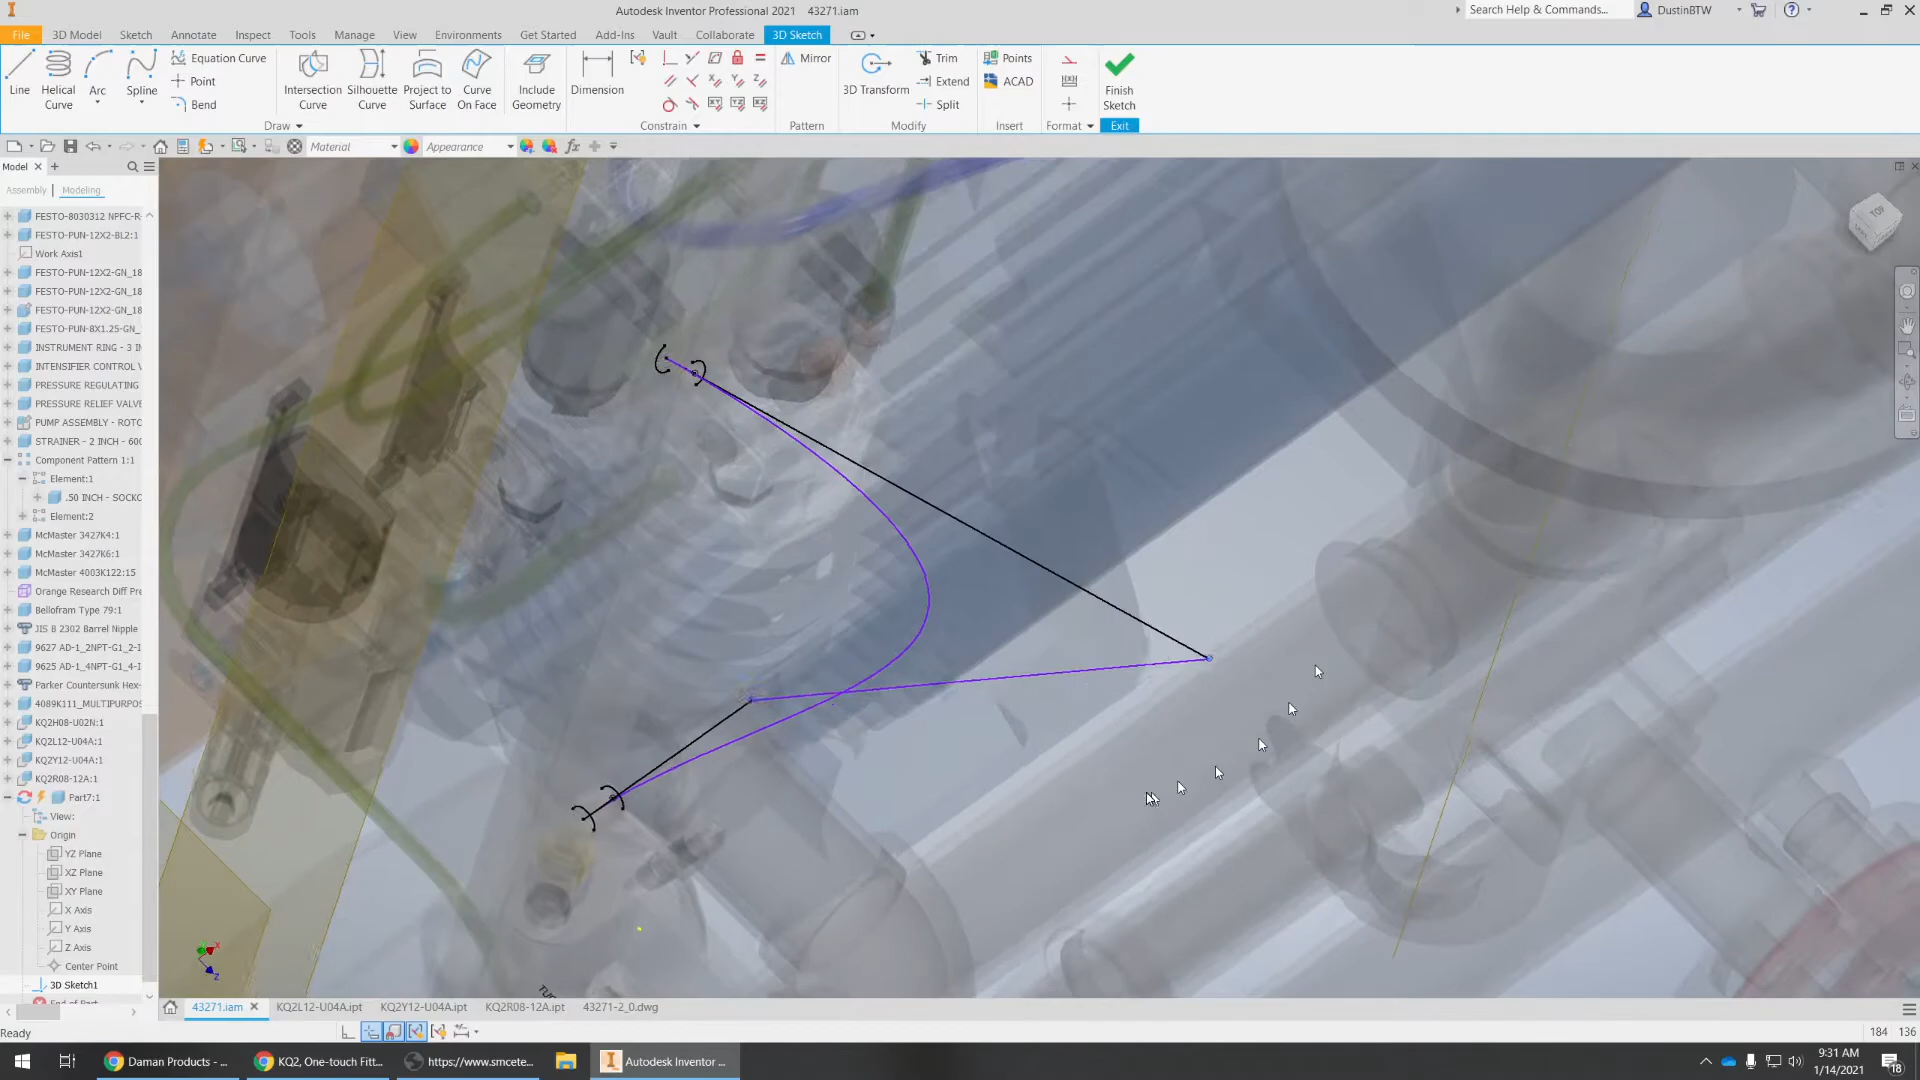 Autodesk Inventor Professional 2021 43271.iam
Search Help & Commands...
DustinBTW
File
3D Model
Sketch
Annotate
Inspect
Tools
Manage
View
Environments
Get Started
Add-Ins
Vault
Collaborate
3D Sketch
Line
Helical Curve
Arc
Spline
Equation Curve
Point
Bend
Intersection Curve
Silhouette Curve
Project to Surface
Curve On Face
Include Geometry
Dimension
Mirror
3D Transform
Trim
Extend
Split
Points
ACAD
Finish Sketch
Draw
Constrain
Pattern
Modify
Insert
Format
Exit
Material
Appearance
Model
Assembly
Modeling
FESTO-8030312 NPFC-R-
FESTO-PUN-12X2-BL2:1
Work Axis1
FESTO-PUN-12X2-GN_18
FESTO-PUN-12X2-GN_18
FESTO-PUN-12X2-GN_18
FESTO-PUN-8X1.25-GN_
INSTRUMENT RING - 3 IN
INTENSIFIER CONTROL V
PRESSURE REGULATING
PRESSURE RELIEF VALVE
PUMP ASSEMBLY - ROTO
STRAINER - 2 INCH - 600
Component Pattern 1:1
Element:1
.50 INCH - SOCKO
Element:2
McMaster 3427K4:1
McMaster 3427K6:1
McMaster 4003K122:15
Orange Research Diff Pre
Bellofram Type 79:1
JIS B 2302 Barrel Nipple
9627 AD-1_2NPT-G1_2-I
9625 AD-1_4NPT-G1_4-I
Parker Countersunk Hex-
4089K111_MULTIPURPOS
KQ2H08-U02N:1
KQ2L12-U04A:1
KQ2Y12-U04A:1
KQ2R08-12A:1
Part7:1
View:
Origin
YZ Plane
XZ Plane
XY Plane
X Axis
Y Axis
Z Axis
Center Point
3D Sketch1
End of Part
TOP
43271.iam
KQ2L12-U04A.ipt
KQ2Y12-U04A.ipt
KQ2R08-12A.ipt
43271-2_0.dwg
Ready
184 136
Daman Products - ...
KQ2, One-touch Fitt...
https://www.smcete...
Autodesk Inventor ...
9:31 AM
1/14/2021
18